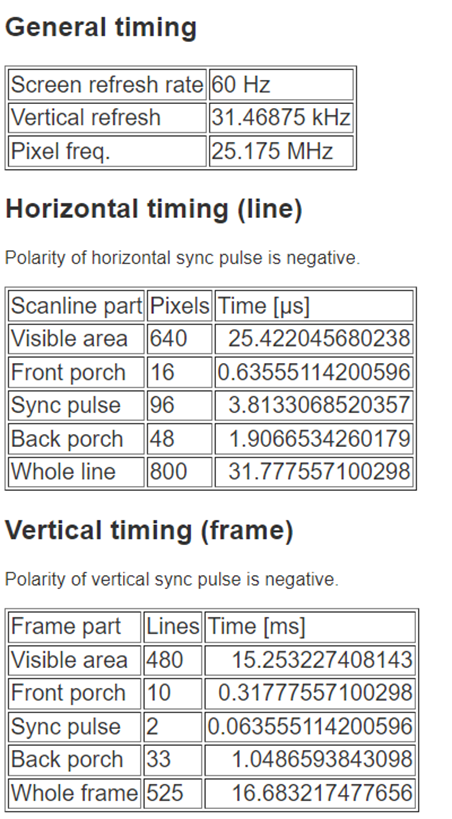 General timing
Screen refresh rate 60 Hz
Vertical refresh 31.46875 kHz
Pixel freq. 25.175 MHz
Horizontal timing (line)
Polarity of horizontal sync pulse is negative.
Scanline part Pixels Time [µs]
Visible area 640 25.422045680238
Front porch 16 0.63555114200596
Sync pulse 96 3.8133068520357
Back porch 48 1.9066534260179
Whole line 800 31.777557100298
Vertical timing (frame)
Polarity of vertical sync pulse is negative.
Frame part Lines Time [ms]
Visible area 480 15.253227408143
Front porch 10 0.31777557100298
Sync pulse 2 0.063555114200596
Back porch 33 1.0486593843098
Whole frame 525 16.683217477656